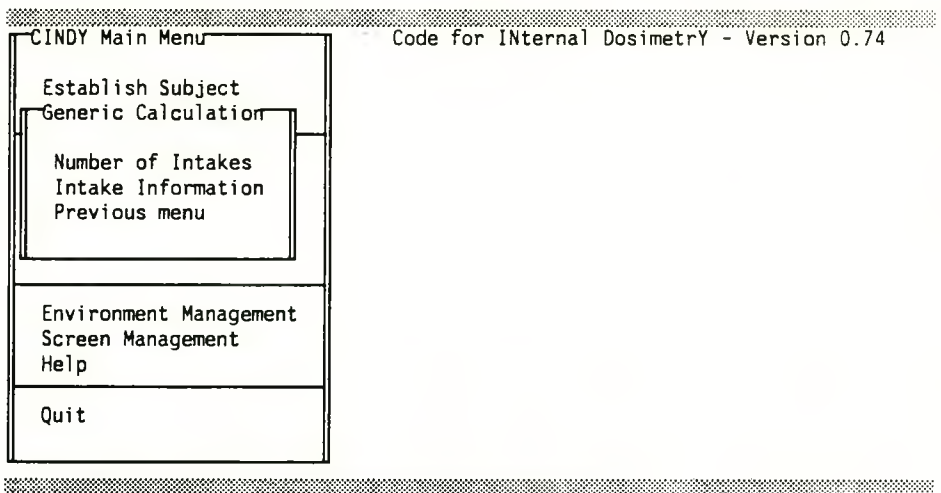 CINDY Main Menu
Code for INternal DosimetrY - Version 0.74
Establish Subject
Generic Calculation
Number of Intakes
Intake Information
Previous menu
Environment Management
Screen Management
Help
Quit